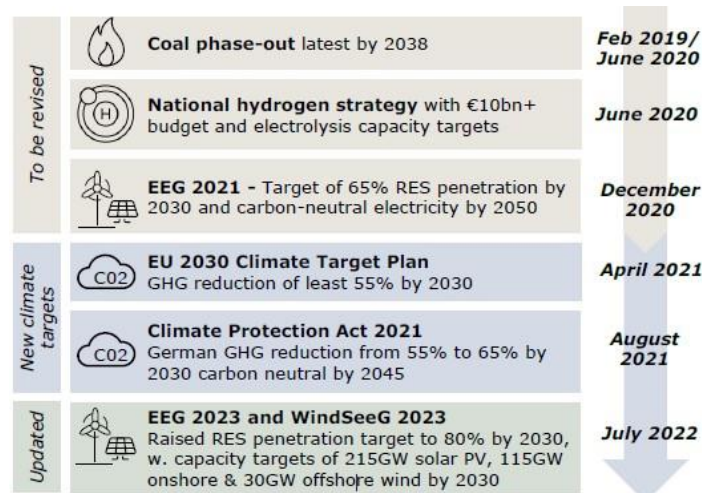 To be revised
Coal phase-out latest by 2038
Feb 2019/
June 2020
H
National hydrogen strategy with €10bn+
budget and electrolysis capacity targets
June 2020
EEG 2021 - Target of 65% RES penetration by
2030 and carbon-neutral electricity by 2050
December
2020
New climate
targets
CO2
EU 2030 Climate Target Plan
GHG reduction of least 55% by 2030
April 2021
CO2
Climate Protection Act 2021
German GHG reduction from 55% to 65% by
2030 carbon neutral by 2045
August
2021
Updated
EEG 2023 and WindSeeG 2023
Raised RES penetration target to 80% by 2030,
w. capacity targets of 215GW solar PV, 115GW
onshore & 30GW offshore wind by 2030
July 2022